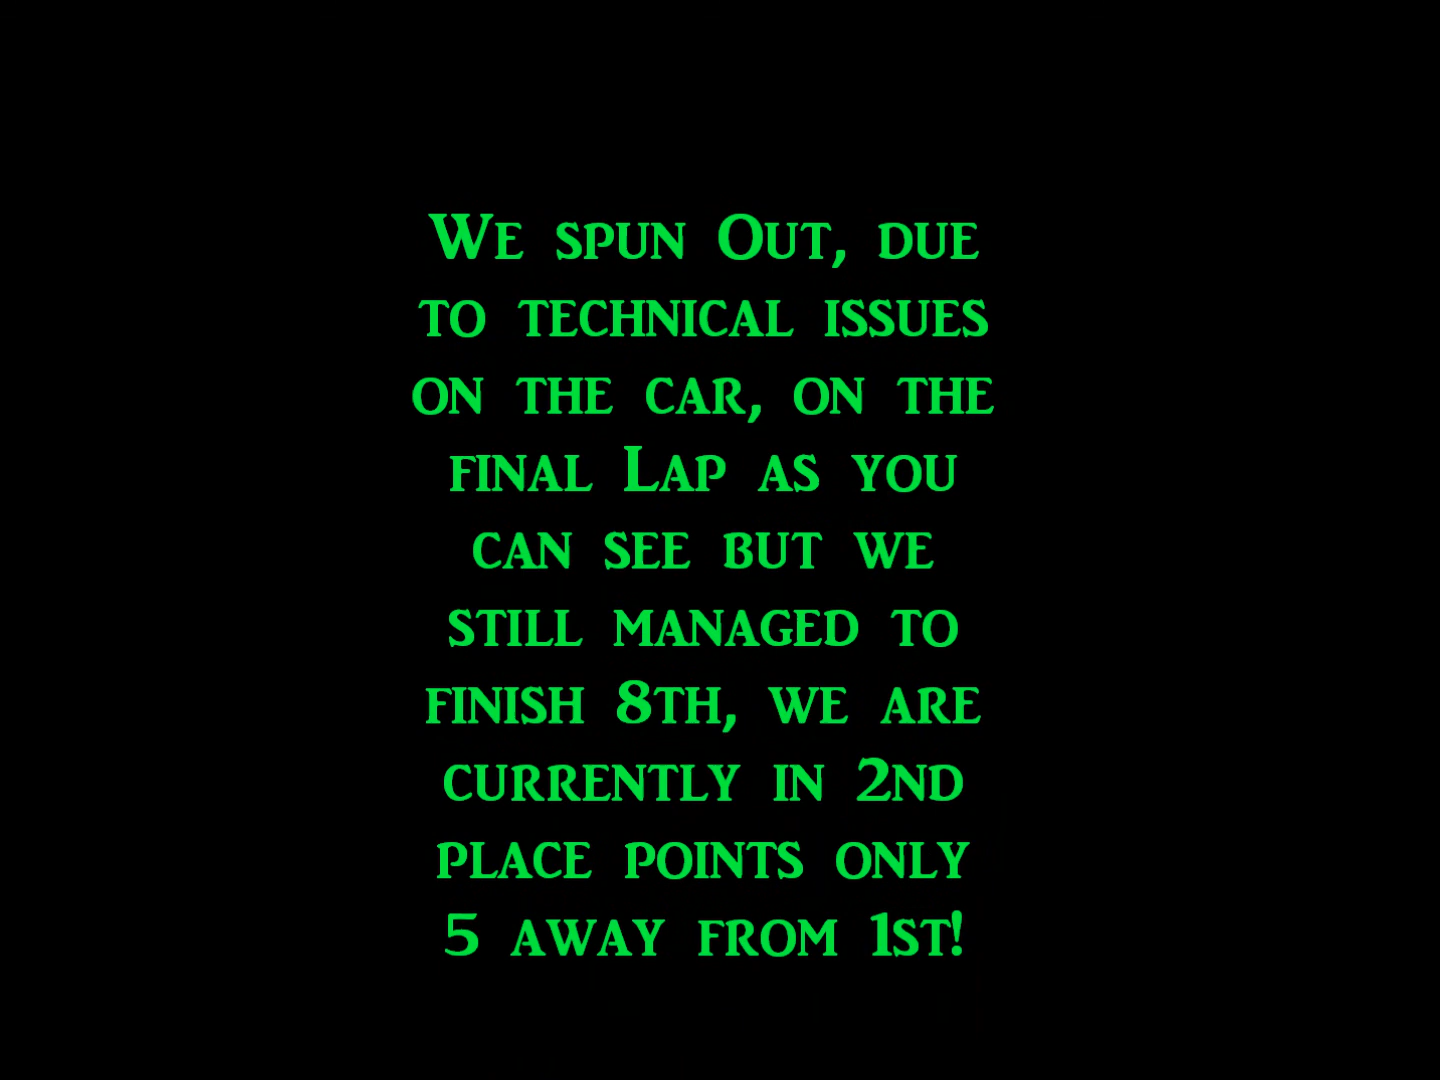 We spun Out, due
to technical issues
on the car, on the
final Lap as you
can see but we
still managed to
finish 8th, we are
currently in 2nd
place points only
5 away from 1st!